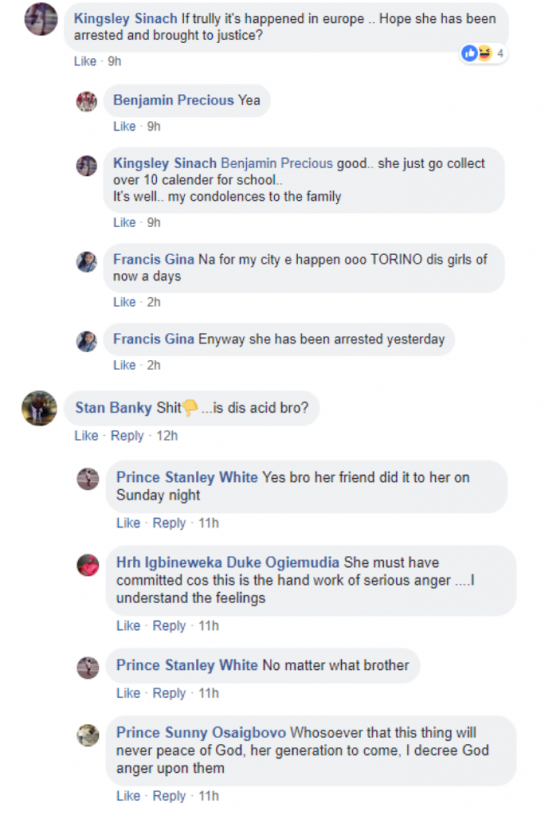 Kingsley Sinach If trully it's happened in europe .. Hope she has been
arrested and brought to justice?
4
Like · 9h
Benjamin Precious Yea
Like · 9h
Kingsley Sinach Benjamin Precious good.. she just go collect
over 10 calender for school..
It's well.. my condolences to the family
Like · 9h
Francis Gina Na for my city e happen ooo TORINO dis girls of
now a days
Like · 2h
Francis Gina Enyway she has been arrested yesterday
Like · 2h
Stan Banky Shit👇...is dis acid bro?
Like · Reply · 12h
Prince Stanley White Yes bro her friend did it to her on
Sunday night
Like · Reply · 11h
Hrh Igbineweka Duke Ogiemudia She must have
committed cos this is the hand work of serious anger ....I
understand the feelings
Like · Reply · 11h
Prince Stanley White No matter what brother
Like · Reply · 11h
Prince Sunny Osaigbovo Whosoever that this thing will
never peace of God, her generation to come, I decree God
anger upon them
Like · Reply · 11h